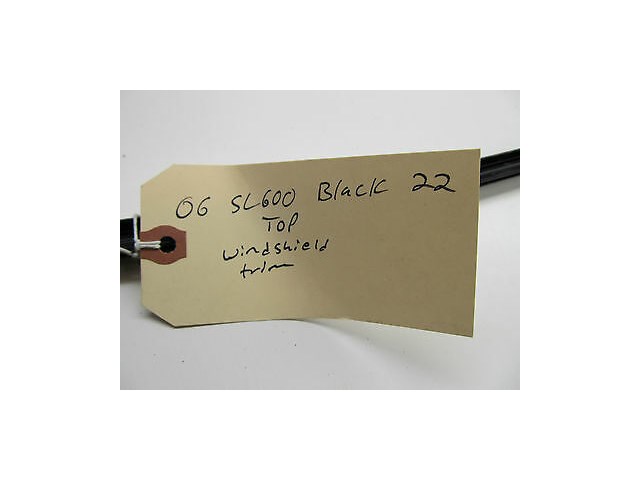 06 SL600 Black 22
Top
windshield
trim